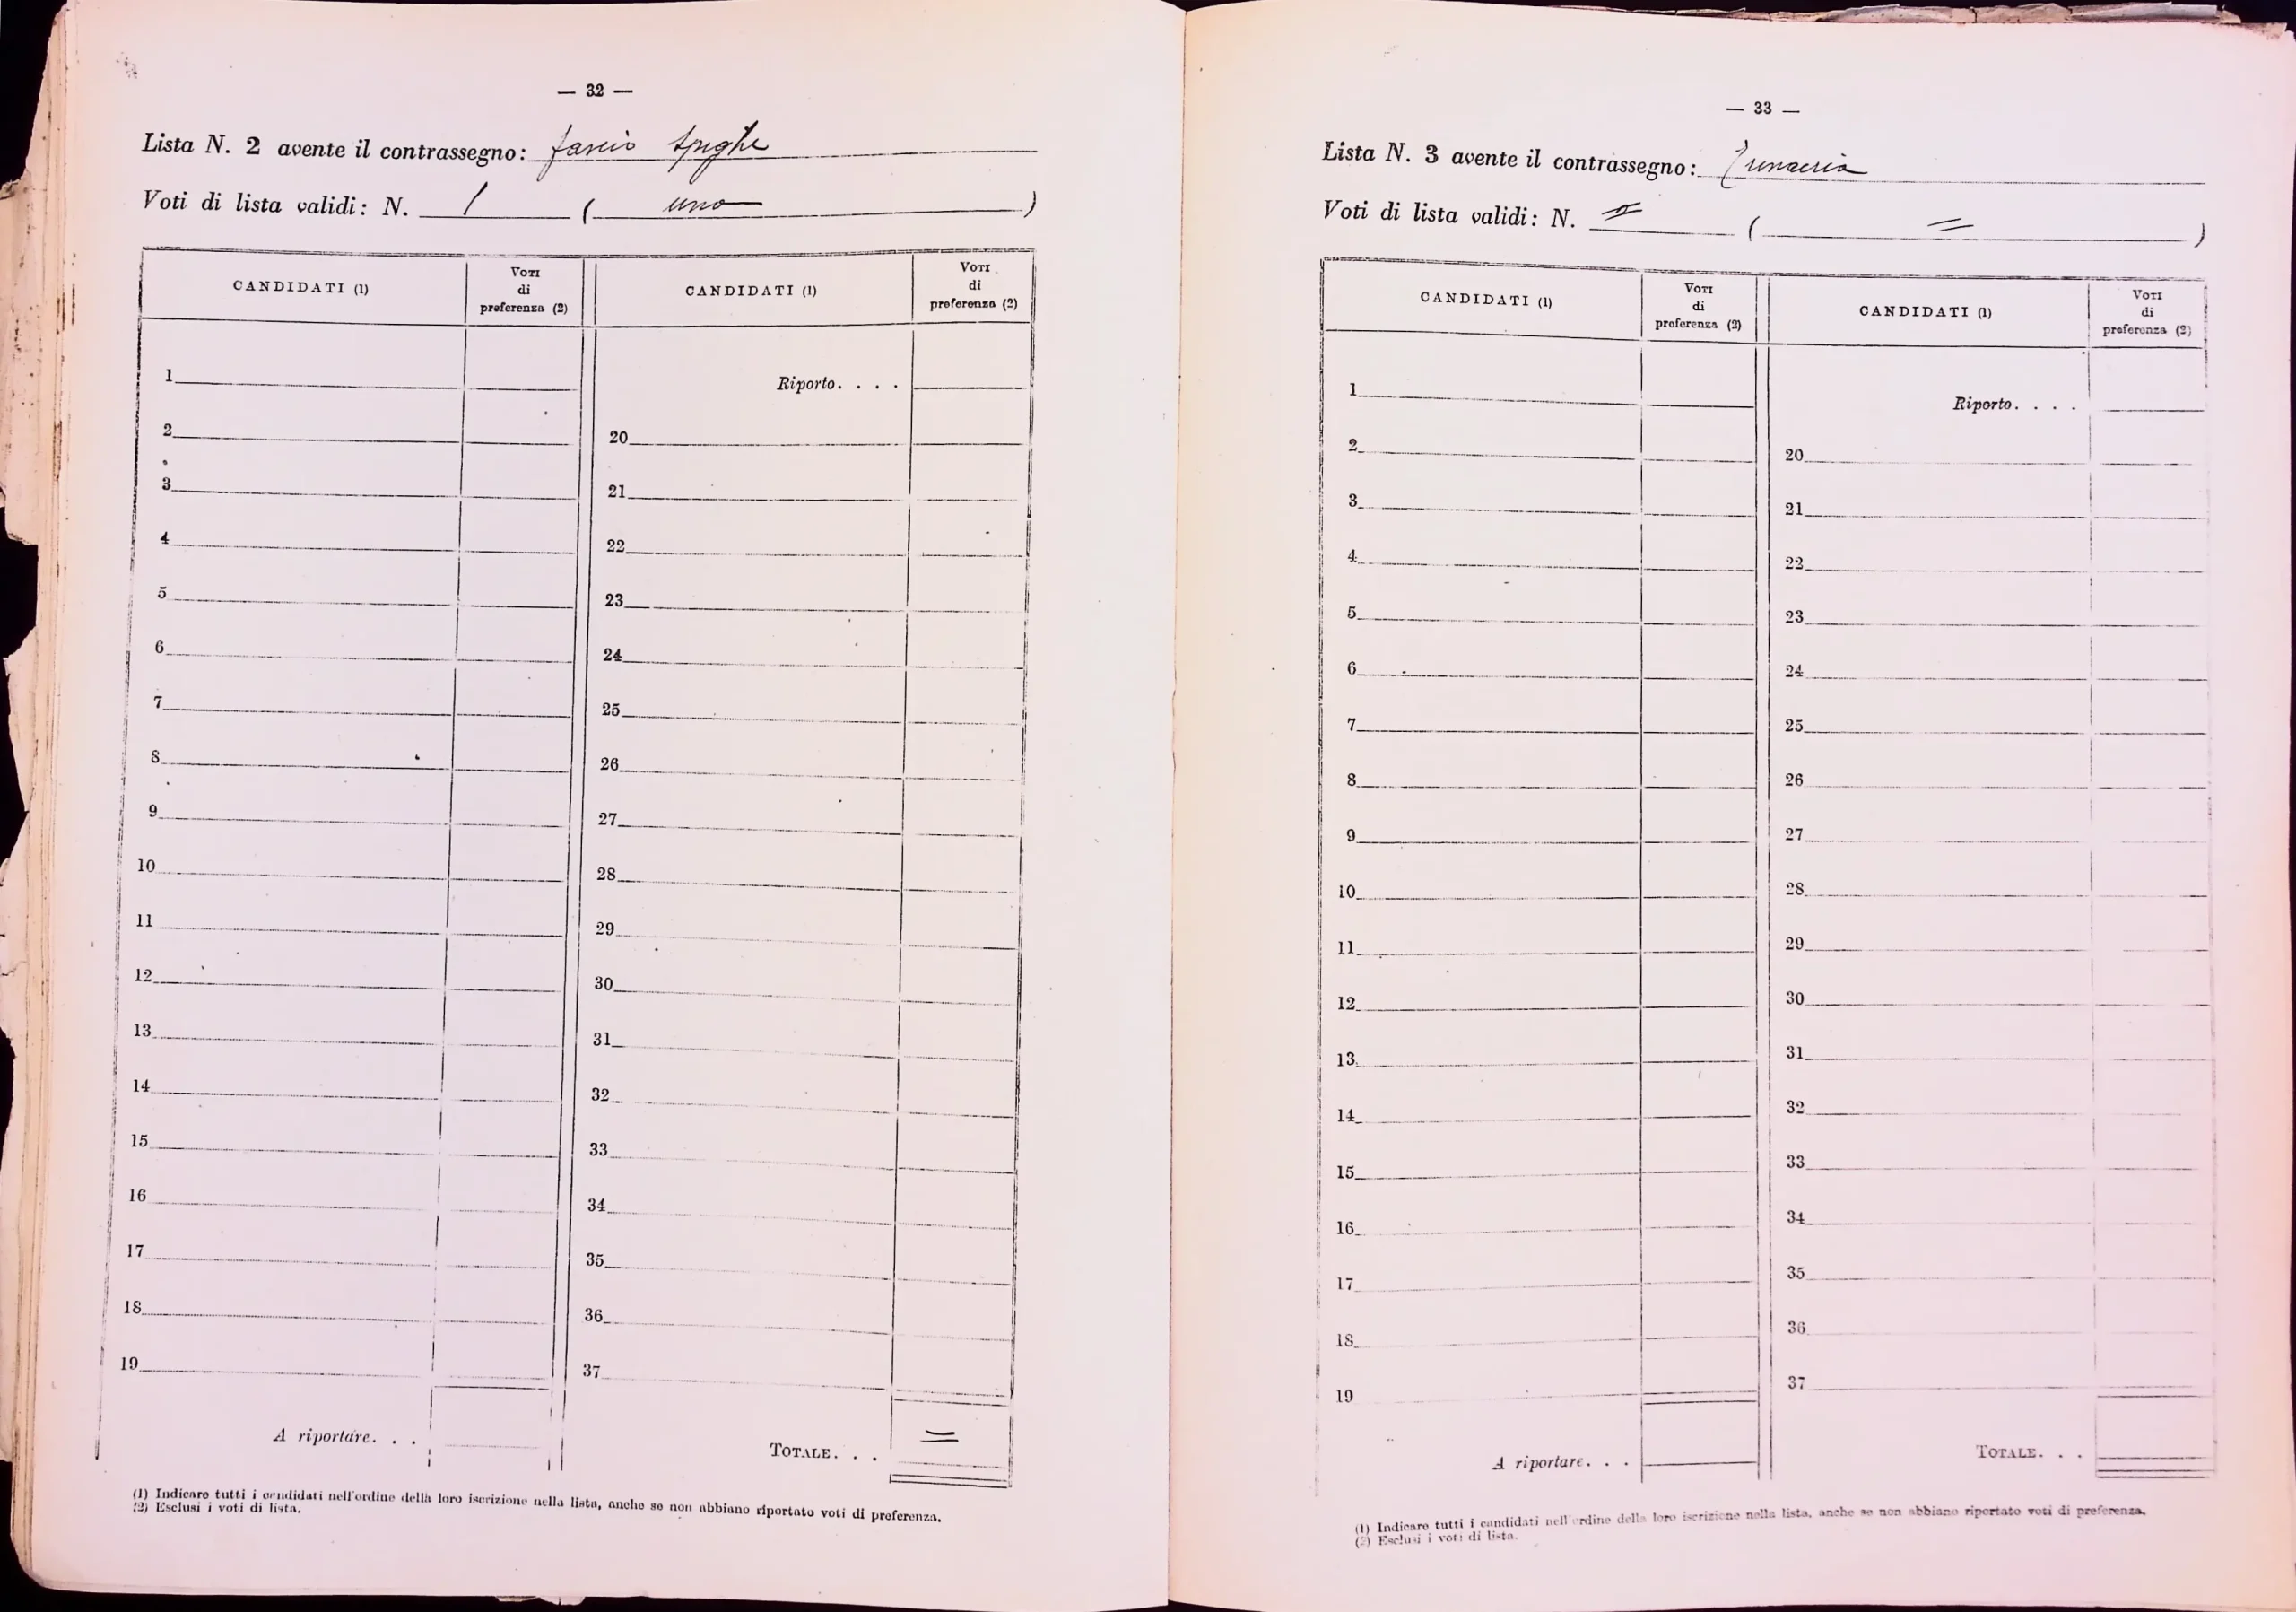 — 32 —
Lista N. 2 avente il contrassegno: fascio spighe
Voti di lista validi: N. 1 ( uno )
CANDIDATI (1)
Voti
di
preferenza (2)
CANDIDATI (1)
Voti
di
preferenza (2)
1
2
3
4
5
6
7
8
9
10
11
12
13
14
15
16
17
18
19
A riportare. . .
Riporto. . . .
20
21
22
23
24
25
26
27
28
29
30
31
32
33
34
35
36
37
TOTALE. . . =
(1) Indicare tutti i candidati nell'ordine della loro iscrizione nella lista, anche se non abbiano riportato voti di preferenza.
(2) Esclusi i voti di lista.
— 33 —
Lista N. 3 avente il contrassegno: Trinacria
Voti di lista validi: N. = ( = )
CANDIDATI (1)
Voti
di
preferenza (2)
CANDIDATI (1)
Voti
di
preferenza (2)
1
2
3
4
5
6
7
8
9
10
11
12
13
14
15
16
17
18
19
A riportare. . .
Riporto. . . .
20
21
22
23
24
25
26
27
28
29
30
31
32
33
34
35
36
37
TOTALE. . .
(1) Indicare tutti i candidati nell'ordine della loro iscrizione nella lista, anche se non abbiano riportato voti di preferenza.
(2) Esclusi i voti di lista.